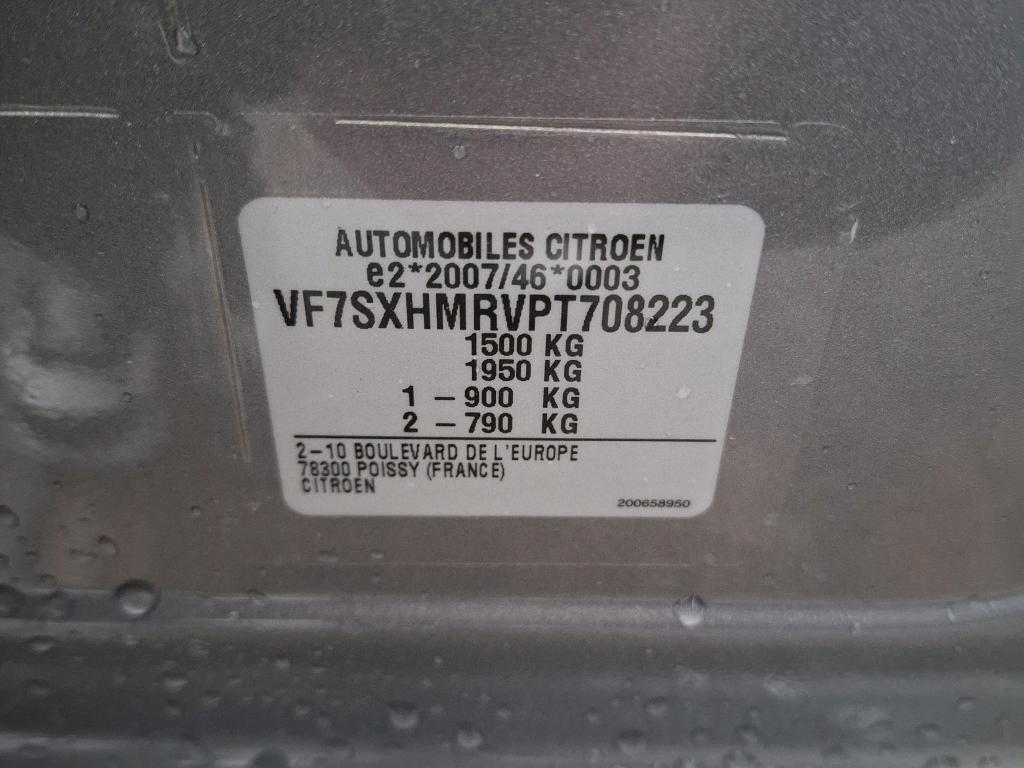 AUTOMOBILES CITROEN
e2*2007/46*0003
VF7SXHMRVPT708223
1500 KG
1950 KG
1 – 900 KG
2 – 790 KG
2–10 BOULEVARD DE L'EUROPE
78300 POISSY (FRANCE)
CITROEN
200658950